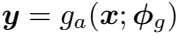 𝒚 = g_a(𝒙; 𝝓_g)